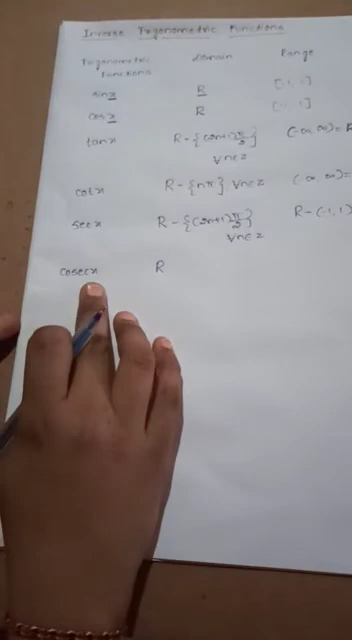 Inverse Trigonometric Functions
Trigonometric Functions Domain Range
sinx R [-1, 1]
cosx R [-1, 1]
tanx R-{(2n+1)π/2} (-∞, ∞)=R
∀n∈z
cotx R-{nπ} ∀n∈z (-∞, ∞)=
secx R-{(2n+1)π/2} R-(-1,1)
∀n∈z
cosecx R